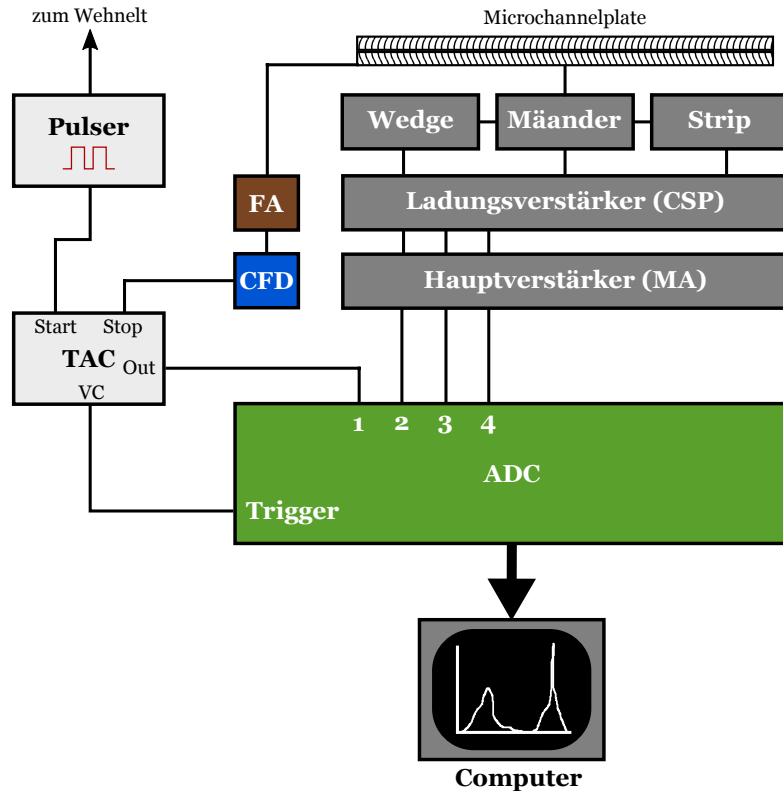 zum Wehnelt
Microchannelplate
Pulser
Wedge
Mäander
Strip
FA
Ladungsverstärker (CSP)
CFD
Hauptverstärker (MA)
Start
Stop
TAC
Out
VC
1
2
3
4
ADC
Trigger
Computer